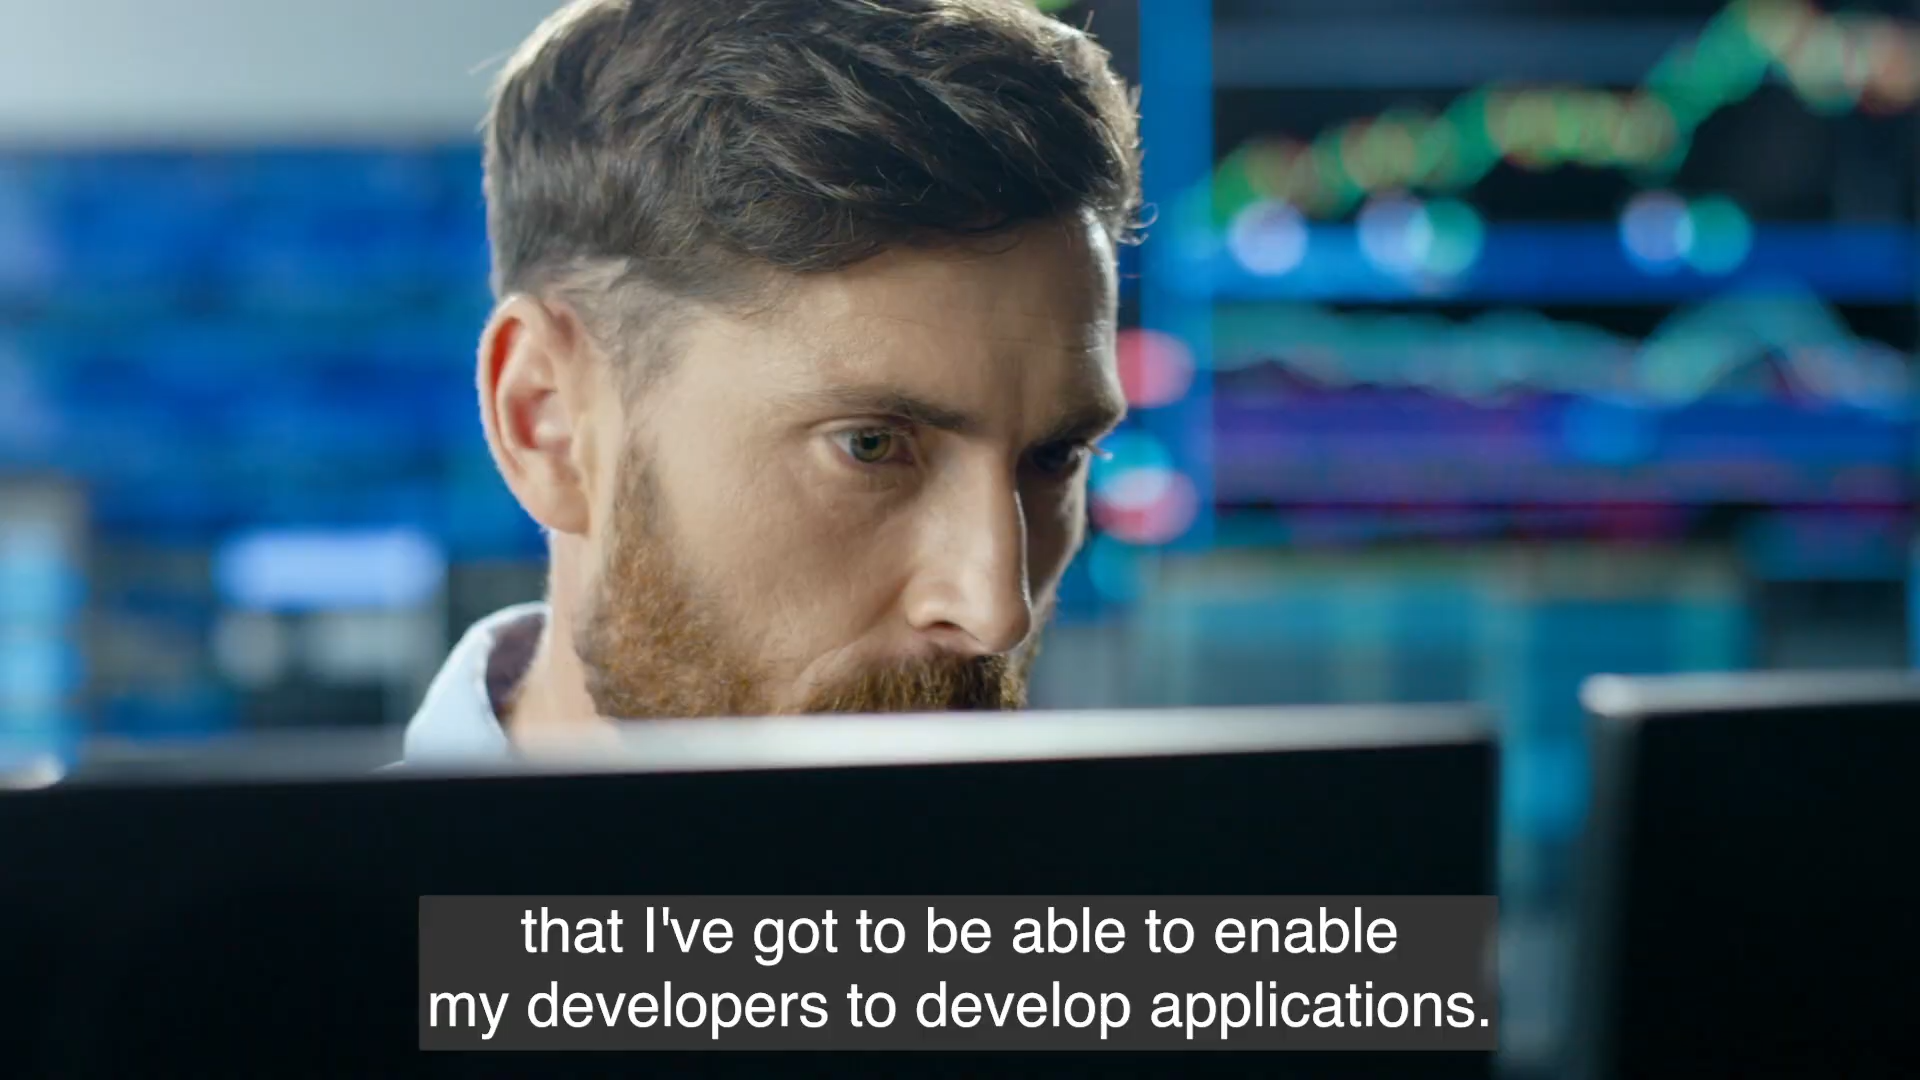 that I've got to be able to enable
my developers to develop applications.